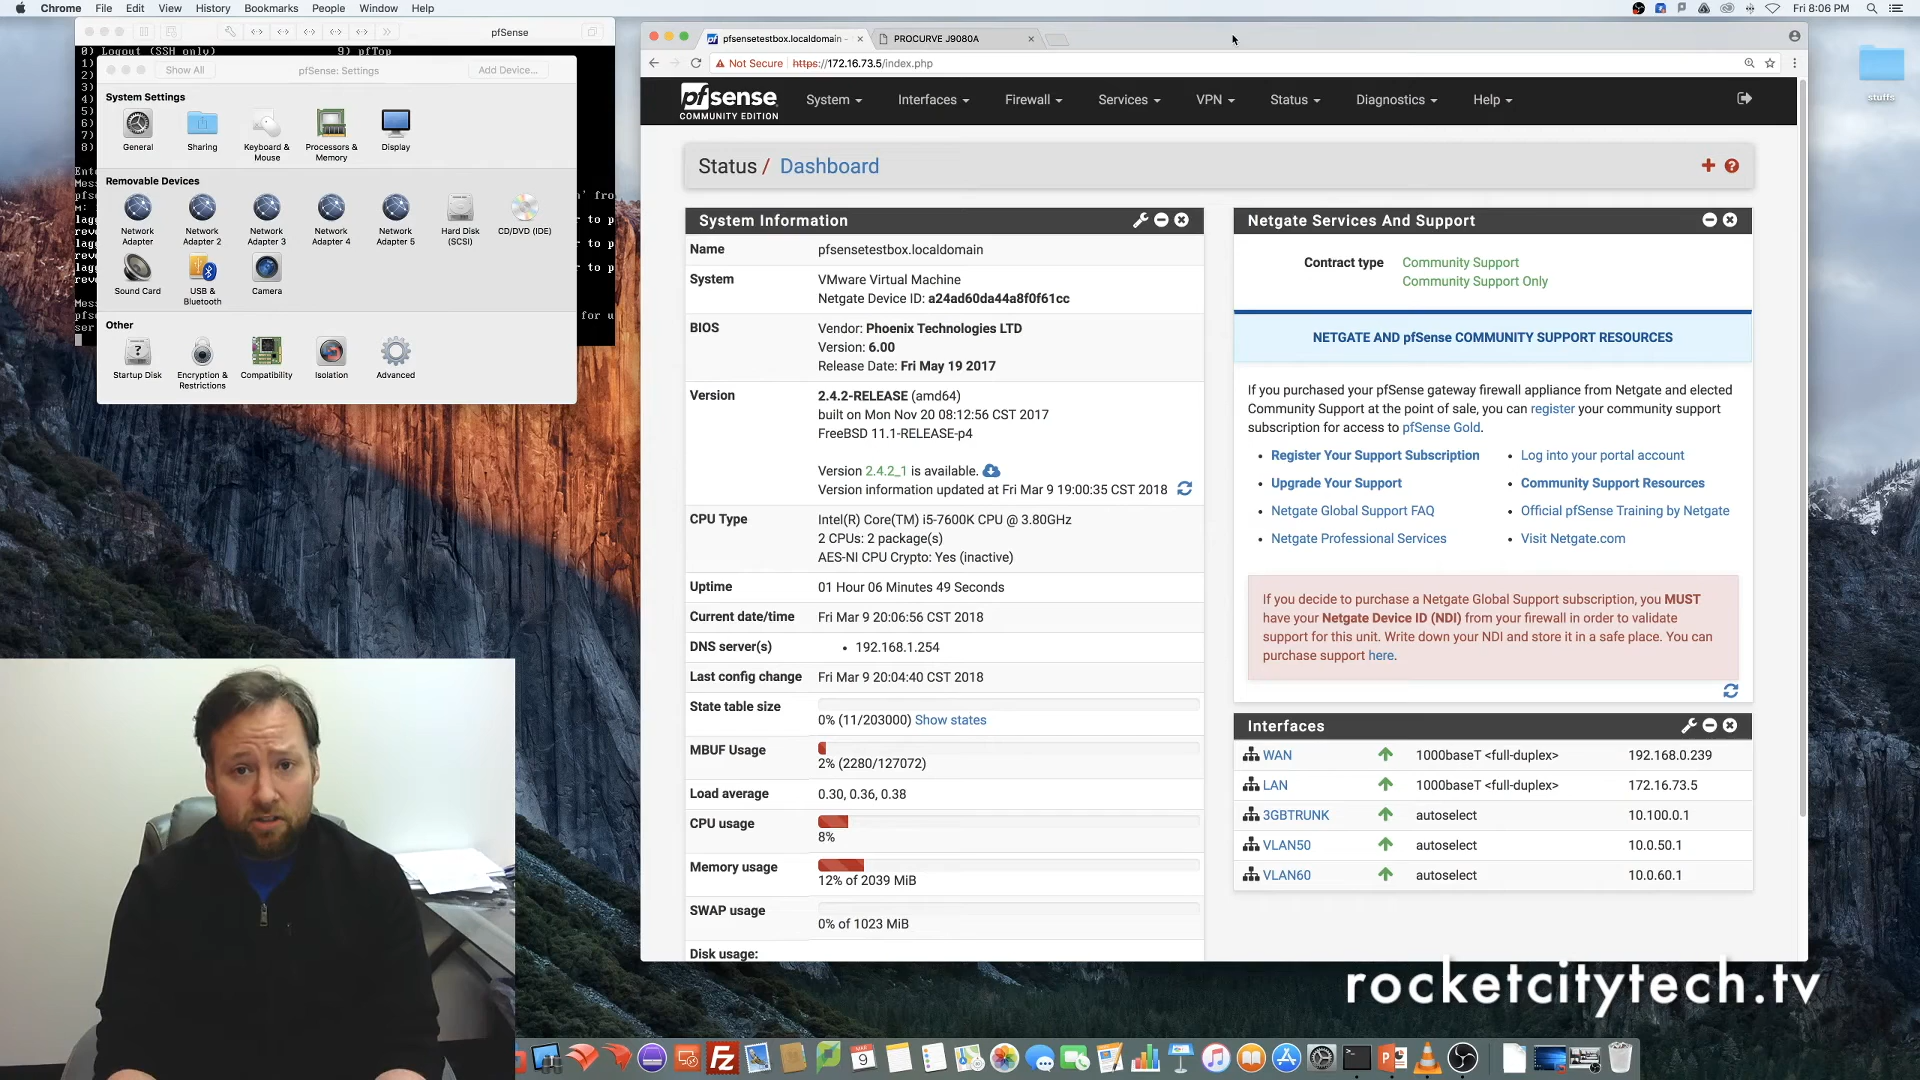 Chrome File Edit View History Bookmarks People Window Help
Fri 8:06 PM
pfSense
0) Logout (SSH only) 9) pfTop
1)
2)
3)
4)
5)
6)
7)
8)
Show All
pfSense: Settings
Add Device...
System Settings
General
Sharing
Keyboard & Mouse
Processors & Memory
Display
Removable Devices
Network Adapter
Network Adapter 2
Network Adapter 3
Network Adapter 4
Network Adapter 5
Hard Disk (SCSI)
CD/DVD (IDE)
Sound Card
USB & Bluetooth
Camera
Other
Startup Disk
Encryption & Restrictions
Compatibility
Isolation
Advanced
pfsensetestbox.localdomain -
PROCURVE J9080A
Not Secure https://172.16.73.5/index.php
stuffs
pfsense
COMMUNITY EDITION
System Interfaces Firewall Services VPN Status Diagnostics Help
Status / Dashboard
System Information
Name pfsensetestbox.localdomain
System VMware Virtual Machine
Netgate Device ID: a24ad60da44a8f0f61cc
BIOS Vendor: Phoenix Technologies LTD
Version: 6.00
Release Date: Fri May 19 2017
Version 2.4.2-RELEASE (amd64)
built on Mon Nov 20 08:12:56 CST 2017
FreeBSD 11.1-RELEASE-p4
Version 2.4.2_1 is available.
Version information updated at Fri Mar 9 19:00:35 CST 2018
CPU Type Intel(R) Core(TM) i5-7600K CPU @ 3.80GHz
2 CPUs: 2 package(s)
AES-NI CPU Crypto: Yes (inactive)
Uptime 01 Hour 06 Minutes 49 Seconds
Current date/time Fri Mar 9 20:06:56 CST 2018
DNS server(s) • 192.168.1.254
Last config change Fri Mar 9 20:04:40 CST 2018
State table size
0% (11/203000) Show states
MBUF Usage
2% (2280/127072)
Load average 0.30, 0.36, 0.38
CPU usage
8%
Memory usage
12% of 2039 MiB
SWAP usage
0% of 1023 MiB
Disk usage:
Netgate Services And Support
Contract type Community Support
Community Support Only
NETGATE AND pfSense COMMUNITY SUPPORT RESOURCES
If you purchased your pfSense gateway firewall appliance from Netgate and elected
Community Support at the point of sale, you can register your community support
subscription for access to pfSense Gold.
• Register Your Support Subscription
• Log into your portal account
• Upgrade Your Support
• Community Support Resources
• Netgate Global Support FAQ
• Official pfSense Training by Netgate
• Netgate Professional Services
• Visit Netgate.com
If you decide to purchase a Netgate Global Support subscription, you MUST
have your Netgate Device ID (NDI) from your firewall in order to validate
support for this unit. Write down your NDI and store it in a safe place. You can
purchase support here.
Interfaces
WAN 1000baseT <full-duplex> 192.168.0.239
LAN 1000baseT <full-duplex> 172.16.73.5
3GBTRUNK autoselect 10.100.0.1
VLAN50 autoselect 10.0.50.1
VLAN60 autoselect 10.0.60.1
rocketcitytech.tv